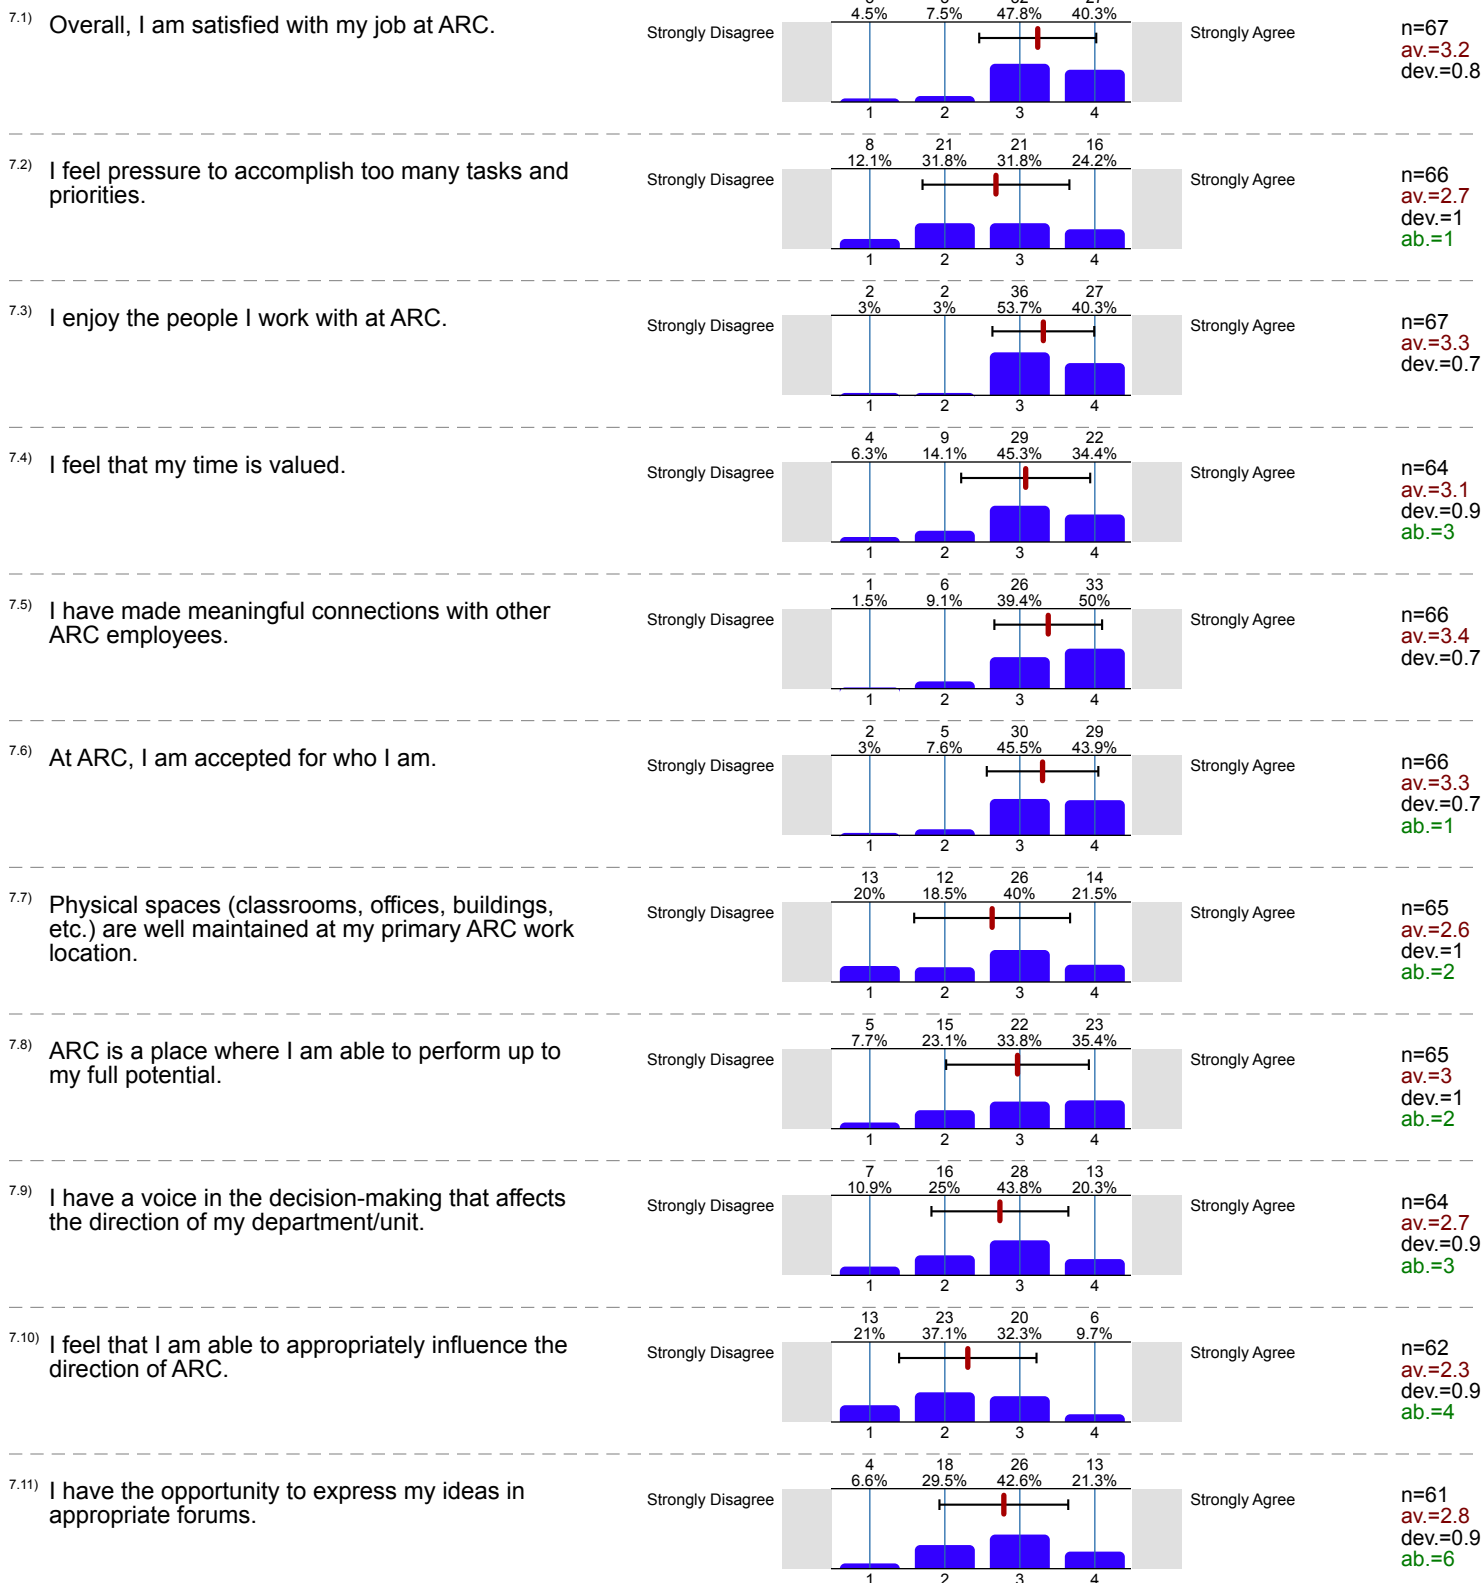 7.1) Overall, I am satisfied with my job at ARC.
4.5% 7.5% 47.8% 40.3%
Strongly Disagree
Strongly Agree
n=67
av.=3.2
dev.=0.8
1 2 3 4
7.2) I feel pressure to accomplish too many tasks and
priorities.
8 21 21 16
12.1% 31.8% 31.8% 24.2%
Strongly Disagree
Strongly Agree
n=66
av.=2.7
dev.=1
ab.=1
1 2 3 4
7.3) I enjoy the people I work with at ARC.
2 2 36 27
3% 3% 53.7% 40.3%
Strongly Disagree
Strongly Agree
n=67
av.=3.3
dev.=0.7
1 2 3 4
7.4) I feel that my time is valued.
4 9 29 22
6.3% 14.1% 45.3% 34.4%
Strongly Disagree
Strongly Agree
n=64
av.=3.1
dev.=0.9
ab.=3
1 2 3 4
7.5) I have made meaningful connections with other
ARC employees.
1 6 26 33
1.5% 9.1% 39.4% 50%
Strongly Disagree
Strongly Agree
n=66
av.=3.4
dev.=0.7
1 2 3 4
7.6) At ARC, I am accepted for who I am.
2 5 30 29
3% 7.6% 45.5% 43.9%
Strongly Disagree
Strongly Agree
n=66
av.=3.3
dev.=0.7
ab.=1
1 2 3 4
7.7) Physical spaces (classrooms, offices, buildings,
etc.) are well maintained at my primary ARC work
location.
13 12 26 14
20% 18.5% 40% 21.5%
Strongly Disagree
Strongly Agree
n=65
av.=2.6
dev.=1
ab.=2
1 2 3 4
7.8) ARC is a place where I am able to perform up to
my full potential.
5 15 22 23
7.7% 23.1% 33.8% 35.4%
Strongly Disagree
Strongly Agree
n=65
av.=3
dev.=1
ab.=2
1 2 3 4
7.9) I have a voice in the decision-making that affects
the direction of my department/unit.
7 16 28 13
10.9% 25% 43.8% 20.3%
Strongly Disagree
Strongly Agree
n=64
av.=2.7
dev.=0.9
ab.=3
1 2 3 4
7.10) I feel that I am able to appropriately influence the
direction of ARC.
13 23 20 6
21% 37.1% 32.3% 9.7%
Strongly Disagree
Strongly Agree
n=62
av.=2.3
dev.=0.9
ab.=4
1 2 3 4
7.11) I have the opportunity to express my ideas in
appropriate forums.
4 18 26 13
6.6% 29.5% 42.6% 21.3%
Strongly Disagree
Strongly Agree
n=61
av.=2.8
dev.=0.9
ab.=6
1 2 3 4